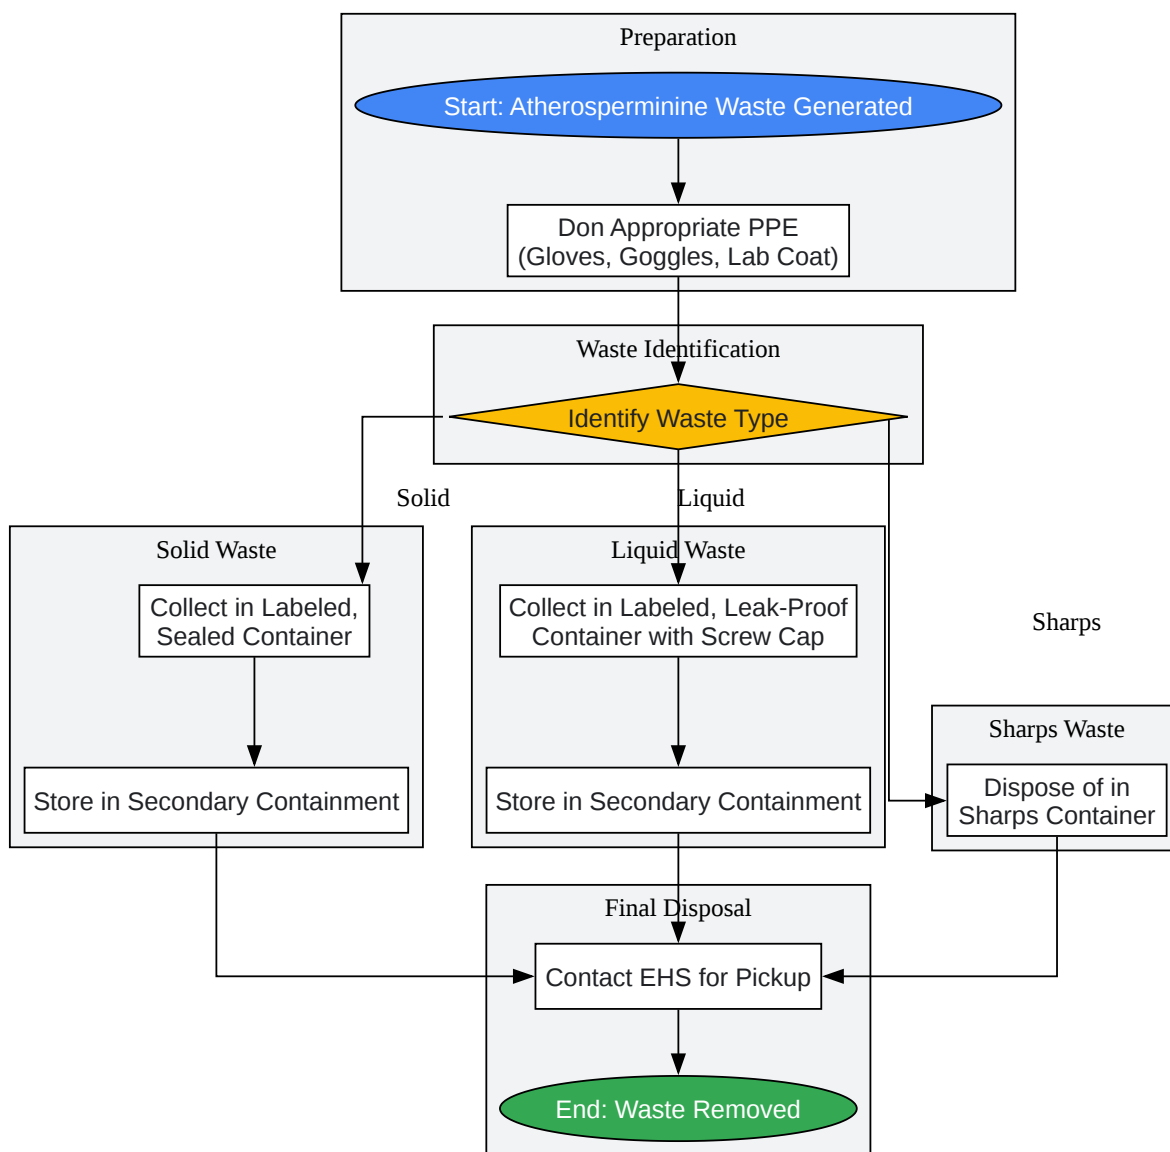 Preparation
Start: Atherosperminine Waste Generated
Don Appropriate PPE
(Gloves, Goggles, Lab Coat)
Waste Identification
Identify Waste Type
Solid
Liquid
Sharps
Solid Waste
Collect in Labeled,
Sealed Container
Store in Secondary Containment
Liquid Waste
Collect in Labeled, Leak-Proof
Container with Screw Cap
Store in Secondary Containment
Sharps Waste
Dispose of in
Sharps Container
Final Disposal
Contact EHS for Pickup
End: Waste Removed